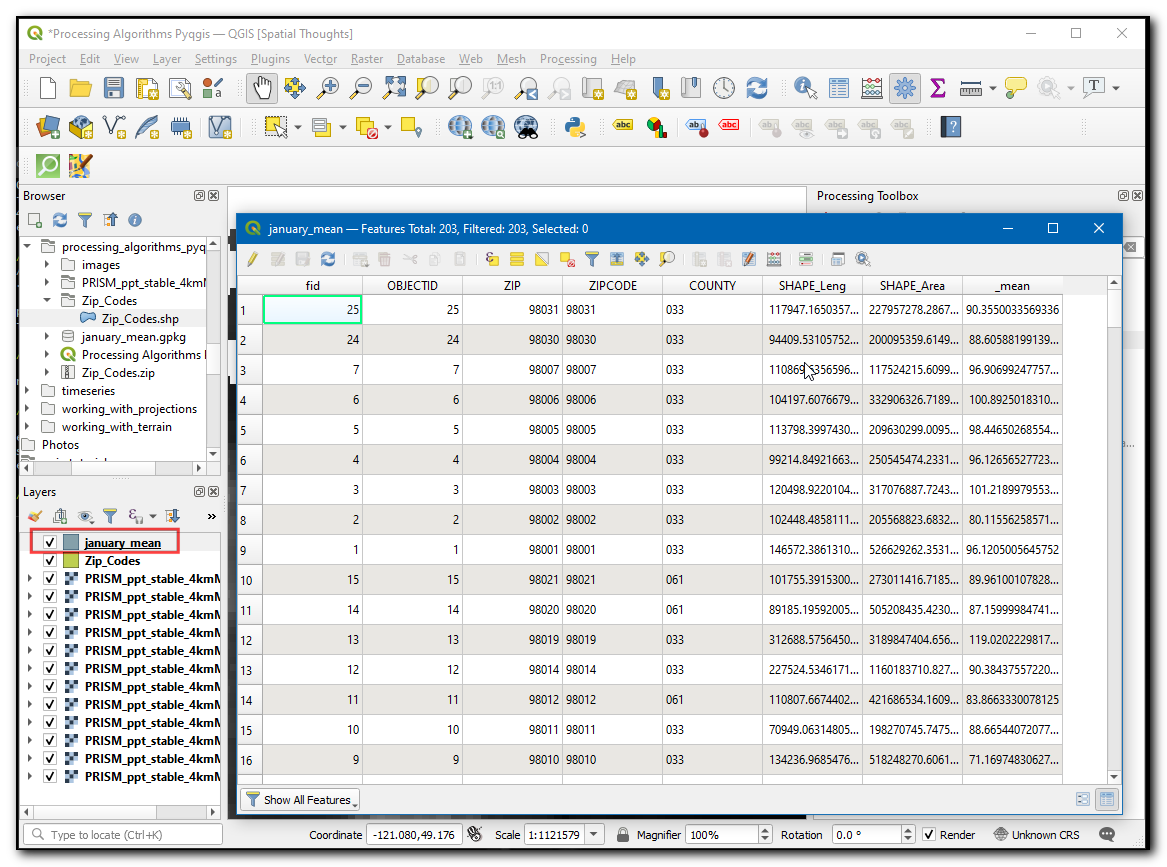 *Processing Algorithms Pyqgis — QGIS [Spatial Thoughts]
Project Edit View Layer Settings Plugins Vector Raster Database Web Mesh Processing Help
Browser
Processing Toolbox
processing_algorithms_pyqg
images
PRISM_ppt_stable_4kmM
Zip_Codes
Zip_Codes.shp
january_mean.gpkg
Processing Algorithms
Zip_Codes.zip
timeseries
working_with_projections
working_with_terrain
Photos
Layers
january_mean
Zip_Codes
PRISM_ppt_stable_4kmM
PRISM_ppt_stable_4kmM
PRISM_ppt_stable_4kmM
PRISM_ppt_stable_4kmM
PRISM_ppt_stable_4kmM
PRISM_ppt_stable_4kmM
PRISM_ppt_stable_4kmM
PRISM_ppt_stable_4kmM
PRISM_ppt_stable_4kmM
PRISM_ppt_stable_4kmM
PRISM_ppt_stable_4kmM
PRISM_ppt_stable_4kmM
january_mean — Features Total: 203, Filtered: 203, Selected: 0
fid OBJECTID ZIP ZIPCODE COUNTY SHAPE_Leng SHAPE_Area _mean
1 25 25 98031 98031 033 117947.1650357... 227957278.2867... 90.3550033569336
2 24 24 98030 98030 033 94409.53105752... 200095359.6149... 88.60588199139...
3 7 7 98007 98007 033 110869.5356596... 117524215.6099... 96.90699247757...
4 6 6 98006 98006 033 104197.6076679... 332906326.7189... 100.8925018310...
5 5 5 98005 98005 033 113798.3997430... 209630299.0095... 98.44650268554...
6 4 4 98004 98004 033 99214.84921663... 250545474.2331... 96.12656527723...
7 3 3 98003 98003 033 120498.9220104... 317076887.7243... 101.2189979553...
8 2 2 98002 98002 033 102448.4858111... 205568823.6832... 80.11556258571...
9 1 1 98001 98001 033 146572.3861310... 526629262.3531... 96.1205005645752
10 15 15 98021 98021 061 101755.3915300... 273011416.7185... 89.96100107828...
11 14 14 98020 98020 061 89185.19592005... 505208435.4230... 87.15999984741...
12 13 13 98019 98019 033 312688.5756450... 3189847404.656... 119.0202229817...
13 12 12 98014 98014 033 227524.5346171... 1160183710.827... 90.38437557220...
14 11 11 98012 98012 061 110807.6674402... 421686534.1609... 83.8663330078125
15 10 10 98011 98011 033 70949.06314805... 198270745.7475... 88.66544072077...
16 9 9 98010 98010 033 134236.9685476... 518248270.6061... 71.16974830627...
Show All Features
Type to locate (Ctrl+K) Coordinate -121.080,49.176 Scale 1:1121579 Magnifier 100% Rotation 0.0 ° Render Unknown CRS